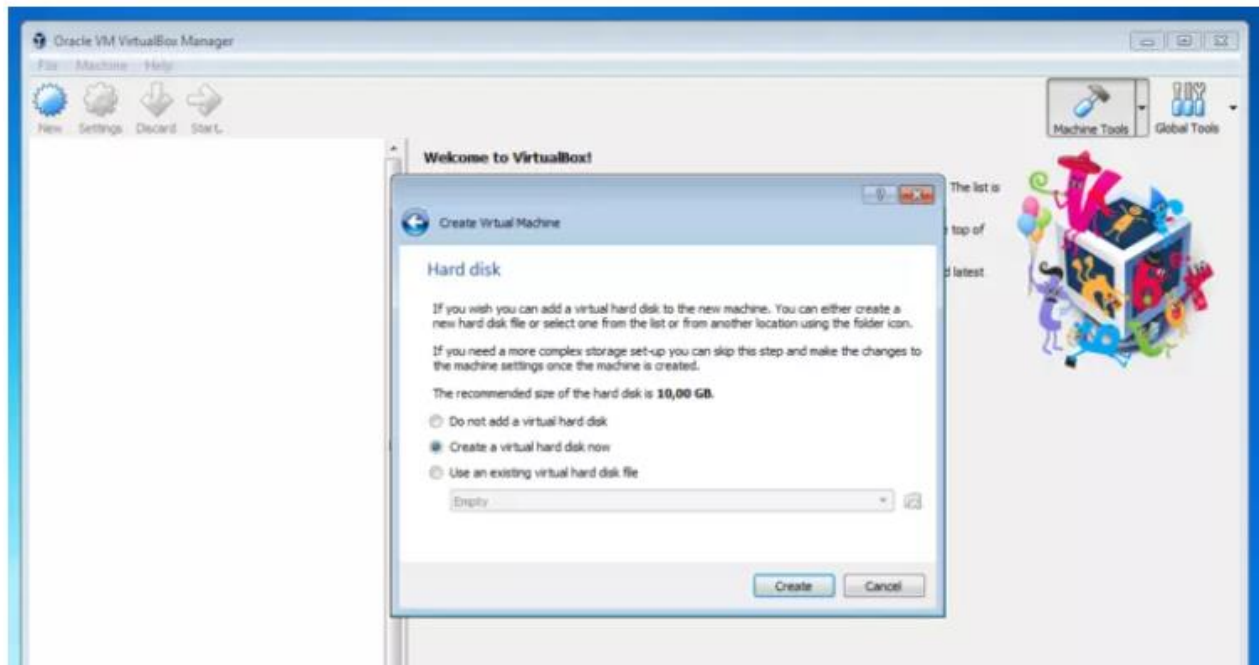 Oracle VM VirtualBox Manager
File Machine Help
New Settings Discard Start
Machine Tools
Global Tools
Welcome to VirtualBox!
The list is
top of
d latest
Create Virtual Machine
Hard disk
If you wish you can add a virtual hard disk to the new machine. You can either create a
new hard disk file or select one from the list or from another location using the folder icon.
If you need a more complex storage set-up you can skip this step and make the changes to
the machine settings once the machine is created.
The recommended size of the hard disk is 10,00 GB.
Do not add a virtual hard disk
Create a virtual hard disk now
Use an existing virtual hard disk file
Empty
Create
Cancel